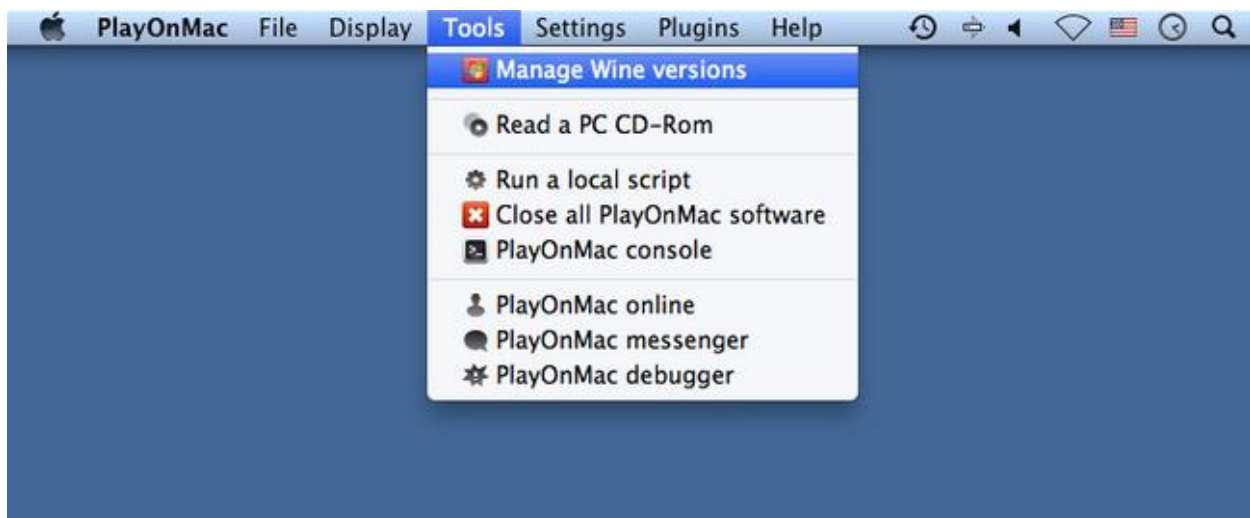 PlayOnMac File Display Tools Settings Plugins Help
Manage Wine versions
Read a PC CD-Rom
Run a local script
Close all PlayOnMac software
PlayOnMac console
PlayOnMac online
PlayOnMac messenger
PlayOnMac debugger